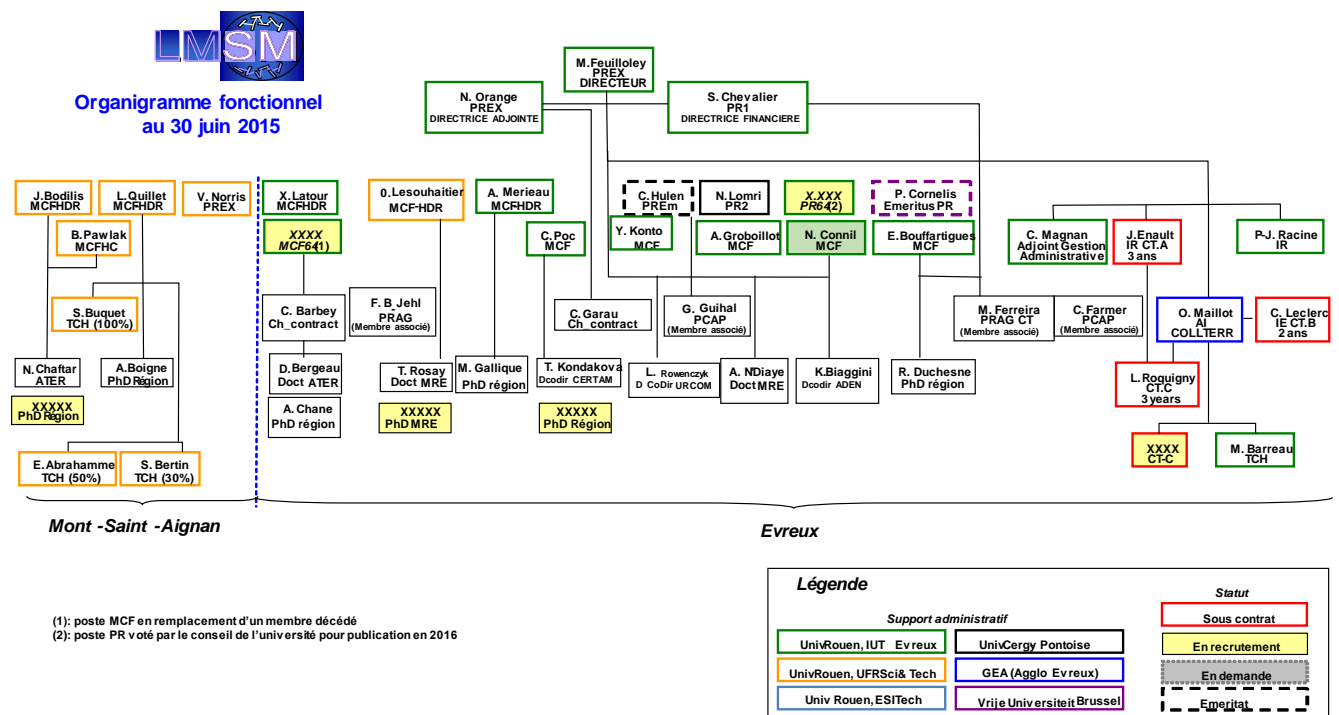 LMSM
Organigramme fonctionnel
au 30 juin 2015
M.Feuilloley
PREX
DIRECTEUR
N. Orange
PREX
DIRECTRICE ADJOINTE
S. Chevalier
PR1
DIRECTRICE FINANCIERE
J.Bodilis
MCFHDR
L.Quillet
MCFHDR
V. Norris
PREX
X.Latour
MCFHDR
0.Lesouhaitier
MCF-HDR
A. Merieau
MCFHDR
C. Hulen
PREm
N. Lomri
PR2
X.XXX
PR64(2)
P. Cornelis
Emeritus PR
B.Pawlak
MCFHC
XXXX
MCF64(1)
C. Poc
MCF
Y. Konto
MCF
A.Groboillot
MCF
N. Connil
MCF
E.Bouffartigues
MCF
C. Magnan
Adjoint Gestion
Administrative
J.Enault
IR CT.A
3 ans
P-J. Racine
IR
S.Buquet
TCH (100%)
C. Barbey
Ch_contract
F. B Jehl
- PRAG
(Membre associé)
C. Garau
Ch_contract
G. Guihal
PCAP
(Membre associé)
M. Ferreira
PRAG CT
(Membre associé)
C. Farmer
PCAP
(Membre associé)
O. Maillot
AI
COLLTERR
C. Leclerc
IE CT.B
2 ans
N. Chaftar
ATER
A.Boigne
PhD Région
D. Bergeau
Doct ATER
T. Rosay
Doct MRE
M. Gallique
PhD région
T. Kondakova
Dcodir CERTAM
L. Rowenczyk
D CoDir URCOM
A. N'Diaye
Doct MRE
K.Biaggini
Dcodir ADEN
R. Duchesne
PhD région
L. Roquigny
CT.C
3 years
XXXXX
PhD Région
A. Chane
PhD région
XXXXX
PhD MRE
XXXXX
PhD Région
E. Abrahamme
TCH (50%)
S. Bertin
TCH (30%)
XXXX
CT-C
M. Barreau
TCH
Mont -Saint -Aignan
Evreux
(1): poste MCF en remplacement d'un membre décédé
(2): poste PR voté par le conseil de l'université pour publication en 2016
Légende
Support administratif
Statut
UnivRouen, IUT Evreux
UnivCergy Pontoise
Sous contrat
UnivRouen, UFRSci& Tech
GEA (Agglo Evreux)
En recrutement
Univ Rouen, ESITech
Vrije Universiteit Brussel
En demande
Emeritat